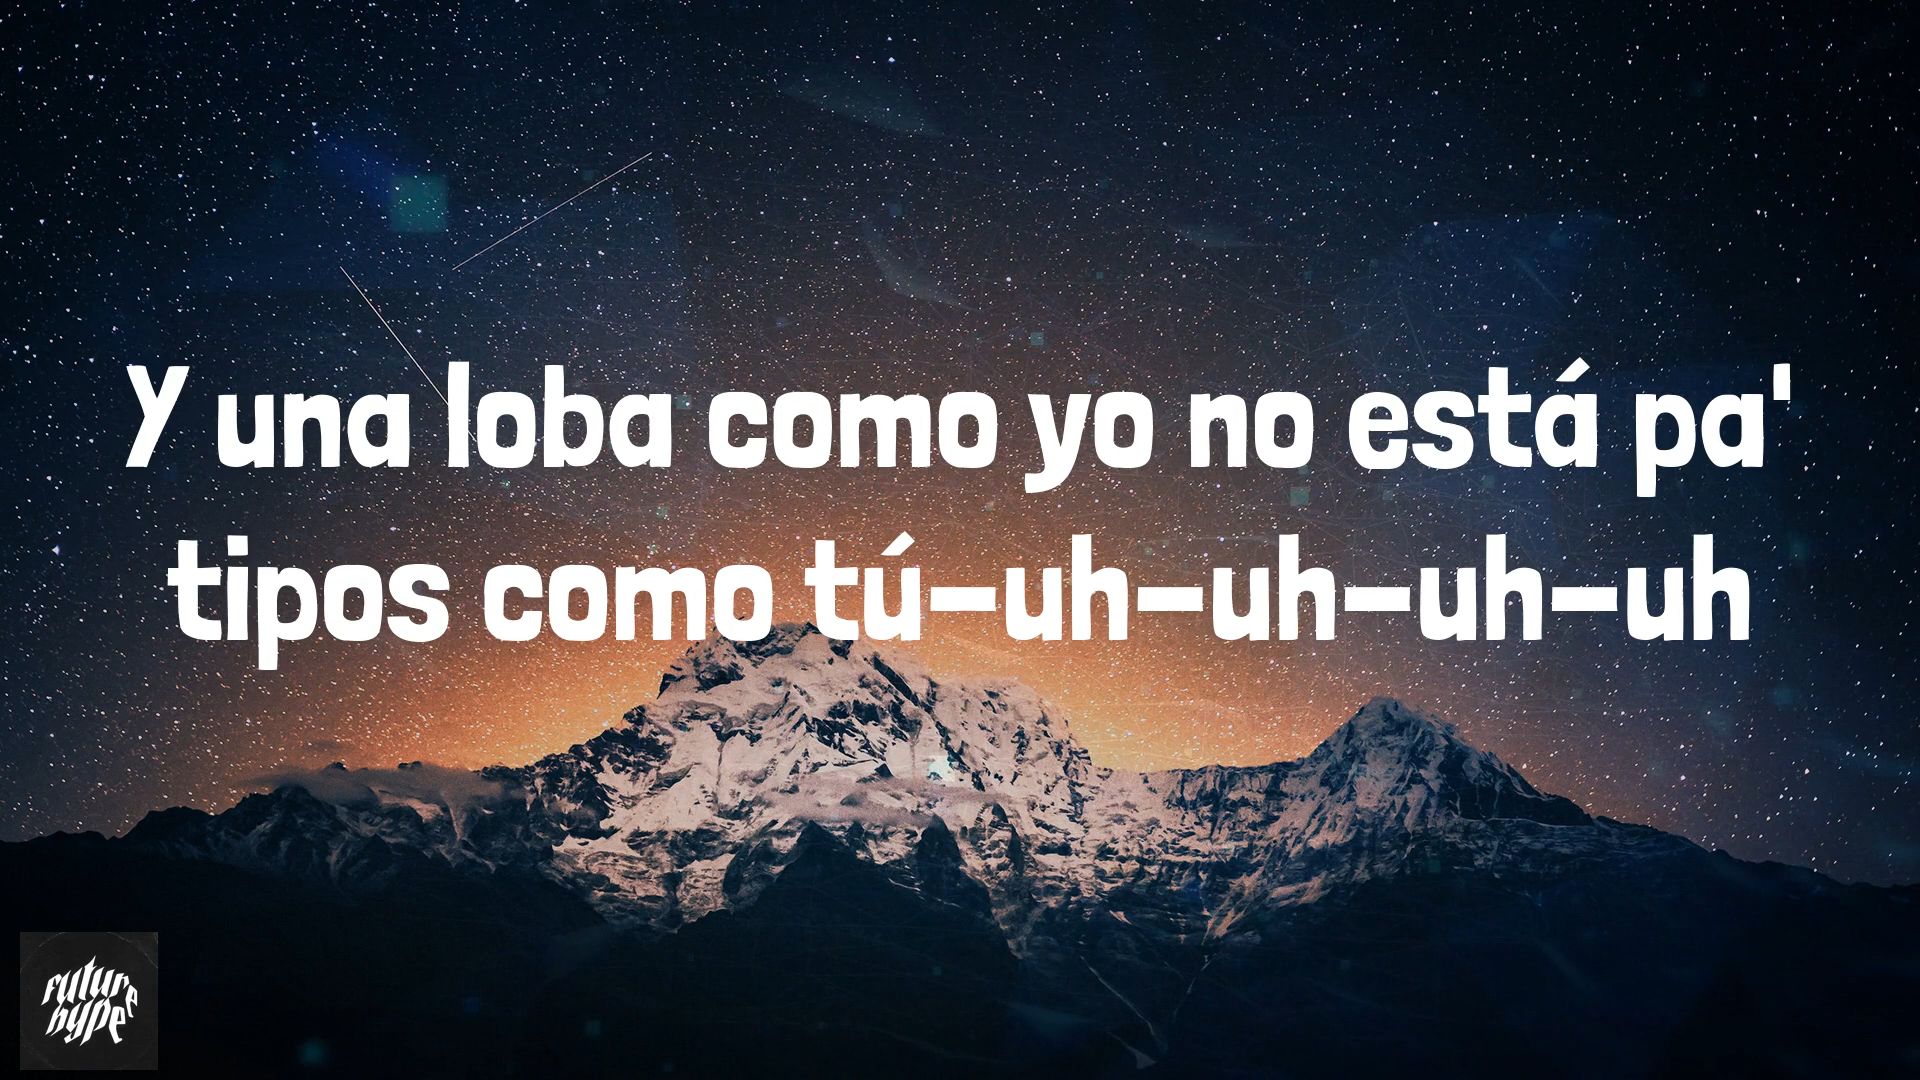 Y una loba como yo no está pa'
tipos como tú-uh-uh-uh-uh
future
hype